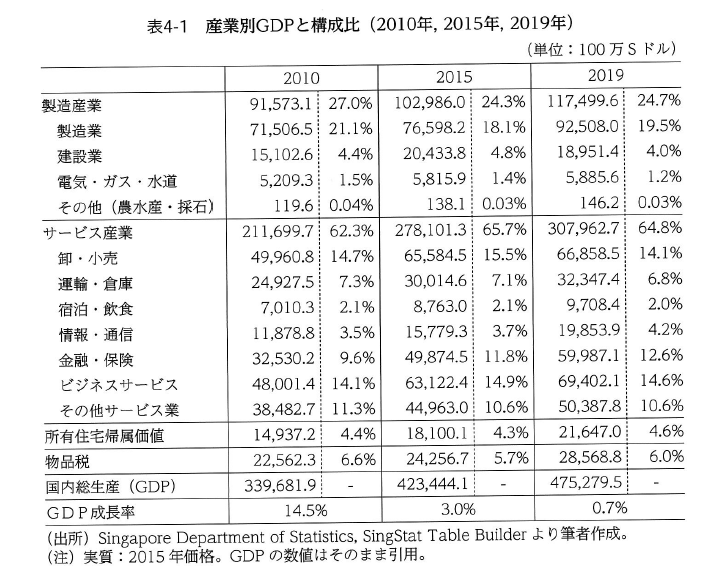 表4-1 産業別GDPと構成比（2010年, 2015年, 2019年）
（単位：100万Sドル）
2010 2015 2019
製造産業 91,573.1 27.0% 102,986.0 24.3% 117,499.6 24.7%
製造業 71,506.5 21.1% 76,598.2 18.1% 92,508.0 19.5%
建設業 15,102.6 4.4% 20,433.8 4.8% 18,951.4 4.0%
電気・ガス・水道 5,209.3 1.5% 5,815.9 1.4% 5,885.6 1.2%
その他（農水産・採石） 119.6 0.04% 138.1 0.03% 146.2 0.03%
サービス産業 211,699.7 62.3% 278,101.3 65.7% 307,962.7 64.8%
卸・小売 49,960.8 14.7% 65,584.5 15.5% 66,858.5 14.1%
運輸・倉庫 24,927.5 7.3% 30,014.6 7.1% 32,347.4 6.8%
宿泊・飲食 7,010.3 2.1% 8,763.0 2.1% 9,708.4 2.0%
情報・通信 11,878.8 3.5% 15,779.3 3.7% 19,853.9 4.2%
金融・保険 32,530.2 9.6% 49,874.5 11.8% 59,987.1 12.6%
ビジネスサービス 48,001.4 14.1% 63,122.4 14.9% 69,402.1 14.6%
その他サービス業 38,482.7 11.3% 44,963.0 10.6% 50,387.8 10.6%
所有住宅帰属価値 14,937.2 4.4% 18,100.1 4.3% 21,647.0 4.6%
物品税 22,562.3 6.6% 24,256.7 5.7% 28,568.8 6.0%
国内総生産（GDP） 339,681.9 - 423,444.1 - 475,279.5 -
GDP成長率 14.5% 3.0% 0.7%
（出所）Singapore Department of Statistics, SingStat Table Builder より筆者作成。
（注）実質：2015年価格。GDPの数値はそのまま引用。